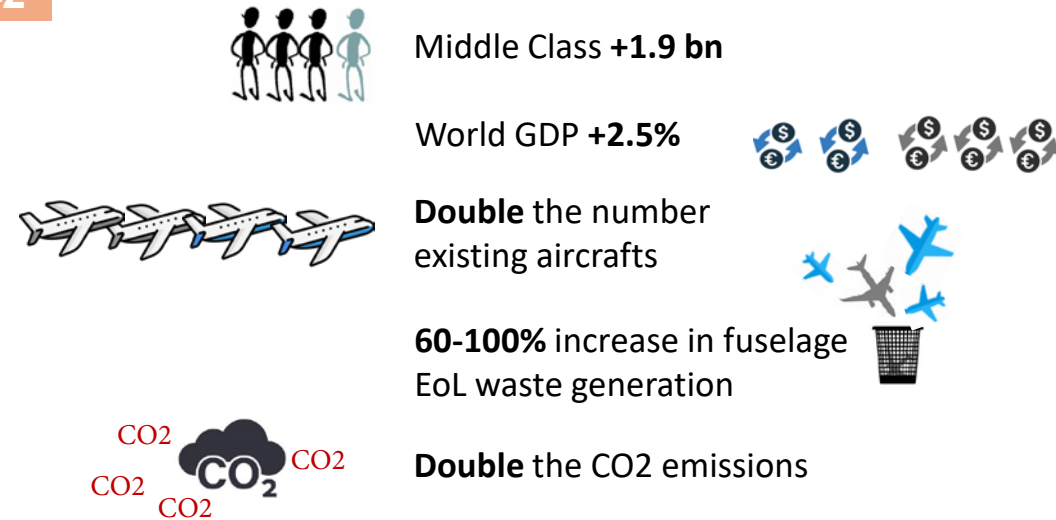 Middle Class +1.9 bn
World GDP +2.5%
Double the number
existing aircrafts
60-100% increase in fuselage
EoL waste generation
CO2
CO2
CO2
CO2
CO2
Double the CO2 emissions